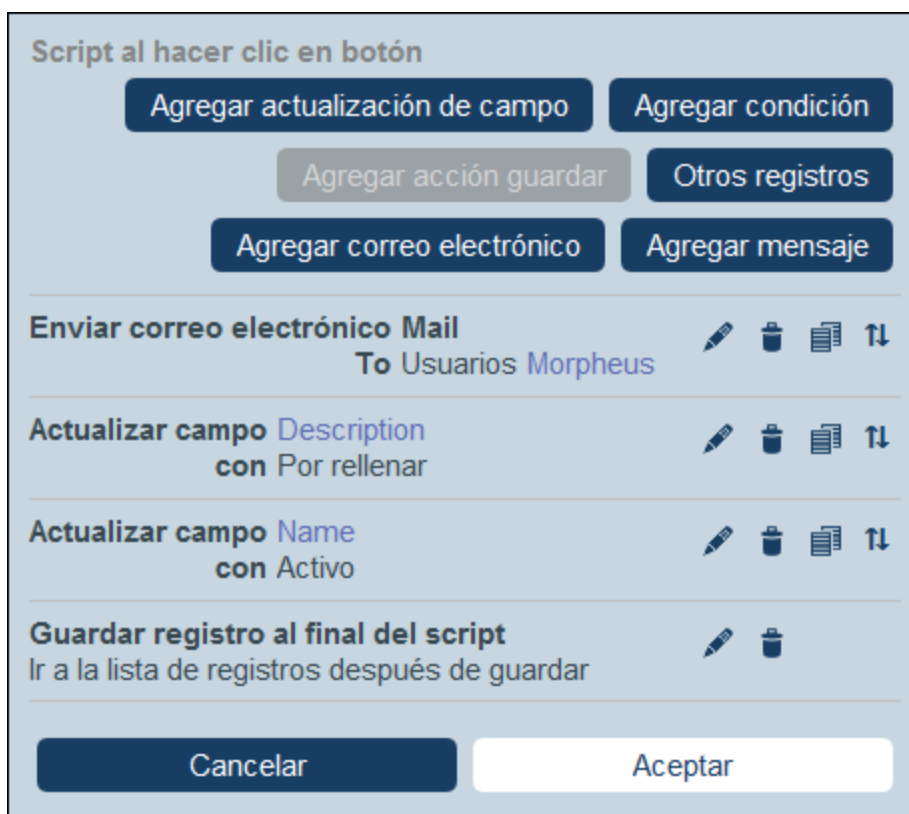 Script al hacer clic en botón
Agregar actualización de campo Agregar condición
Agregar acción guardar Otros registros
Agregar correo electrónico Agregar mensaje
Enviar correo electrónico Mail
To Usuarios Morpheus
Actualizar campo Description
con Por rellenar
Actualizar campo Name
con Activo
Guardar registro al final del script
Ir a la lista de registros después de guardar
Cancelar Aceptar